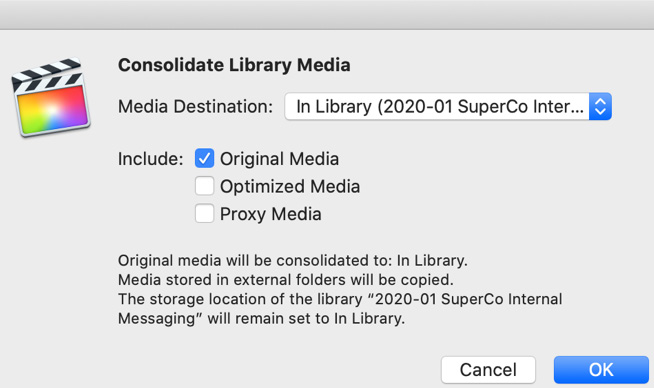 Consolidate Library Media
Media Destination: In Library (2020-01 SuperCo Inter...
Include: Original Media
Optimized Media
Proxy Media
Original media will be consolidated to: In Library.
Media stored in external folders will be copied.
The storage location of the library “2020-01 SuperCo Internal
Messaging” will remain set to In Library.
Cancel OK